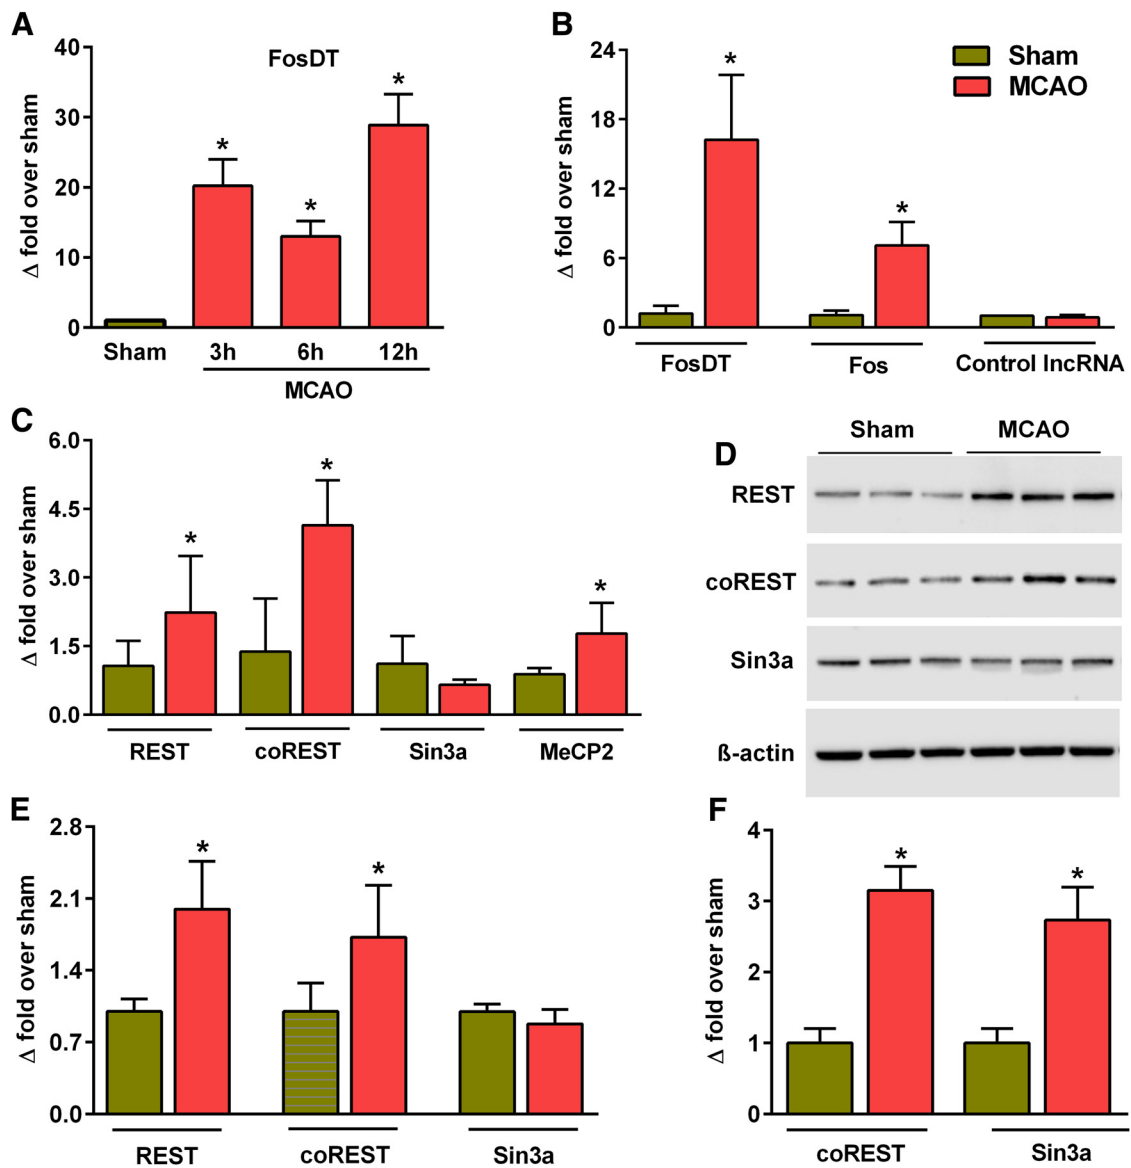 A
FosDT
Δ fold over sham
40
30
20
10
0
*
*
*
Sham 3h 6h 12h
MCAO
B
Δ fold over sham
24
18
12
6
0
*
*
Sham
MCAO
FosDT Fos Control lncRNA
C
Δ fold over sham
6.0
4.5
3.0
1.5
0.0
*
*
*
REST coREST Sin3a MeCP2
D
Sham MCAO
REST
coREST
Sin3a
ß-actin
E
Δ fold over sham
2.8
2.1
1.4
0.7
0.0
*
*
REST coREST Sin3a
F
Δ fold over sham
4
3
2
1
0
*
*
coREST Sin3a